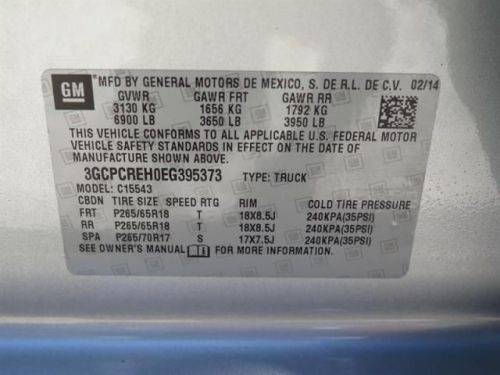 GM MFD BY GENERAL MOTORS DE MEXICO, S. DE R.L. DE C.V. 02/14
GVWR GAWR FRT GAWR RR
3130 KG 1656 KG 1792 KG
6900 LB 3650 LB 3950 LB
THIS VEHICLE CONFORMS TO ALL APPLICABLE U.S. FEDERAL MOTOR
VEHICLE SAFETY STANDARDS IN EFFECT ON THE DATE OF
MANUFACTURE SHOWN ABOVE.
3GCPCREH0EG395373 TYPE: TRUCK
MODEL: C15543
CBDN TIRE SIZE SPEED RTG RIM COLD TIRE PRESSURE
FRT P265/65R18 T 18X8.5J 240KPA(35PSI)
RR P265/65R18 T 18X8.5J 240KPA(35PSI)
SPA P265/70R17 S 17X7.5J 240KPA(35PSI)
SEE OWNER'S MANUAL FOR MORE INFORMATION.